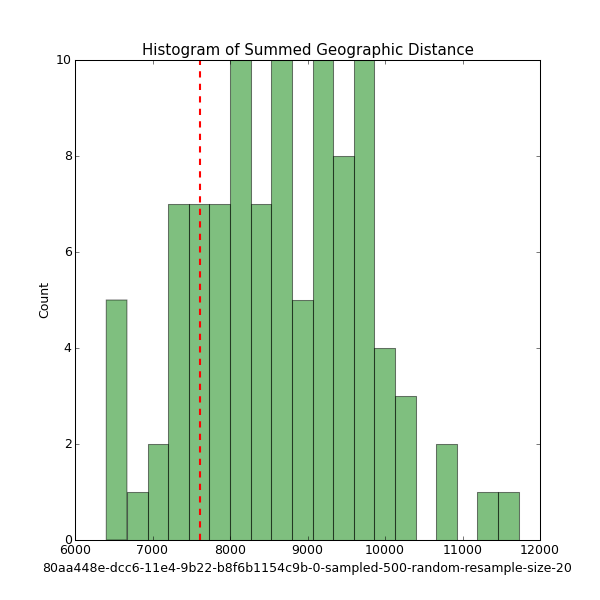 Histogram of Summed Geographic Distance
10
8
6
4
2
0
Count
6000 7000 8000 9000 10000 11000 12000
80aa448e-dcc6-11e4-9b22-b8f6b1154c9b-0-sampled-500-random-resample-size-20